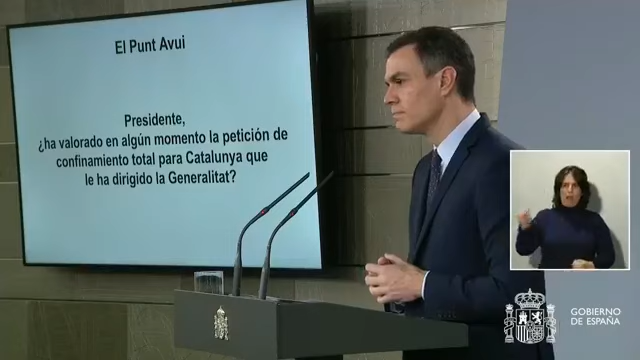 El Punt Avui
Presidente,
¿ha valorado en algún momento la petición de
confinamiento total para Catalunya que
le ha dirigido la Generalitat?
GOBIERNO
DE ESPAÑA